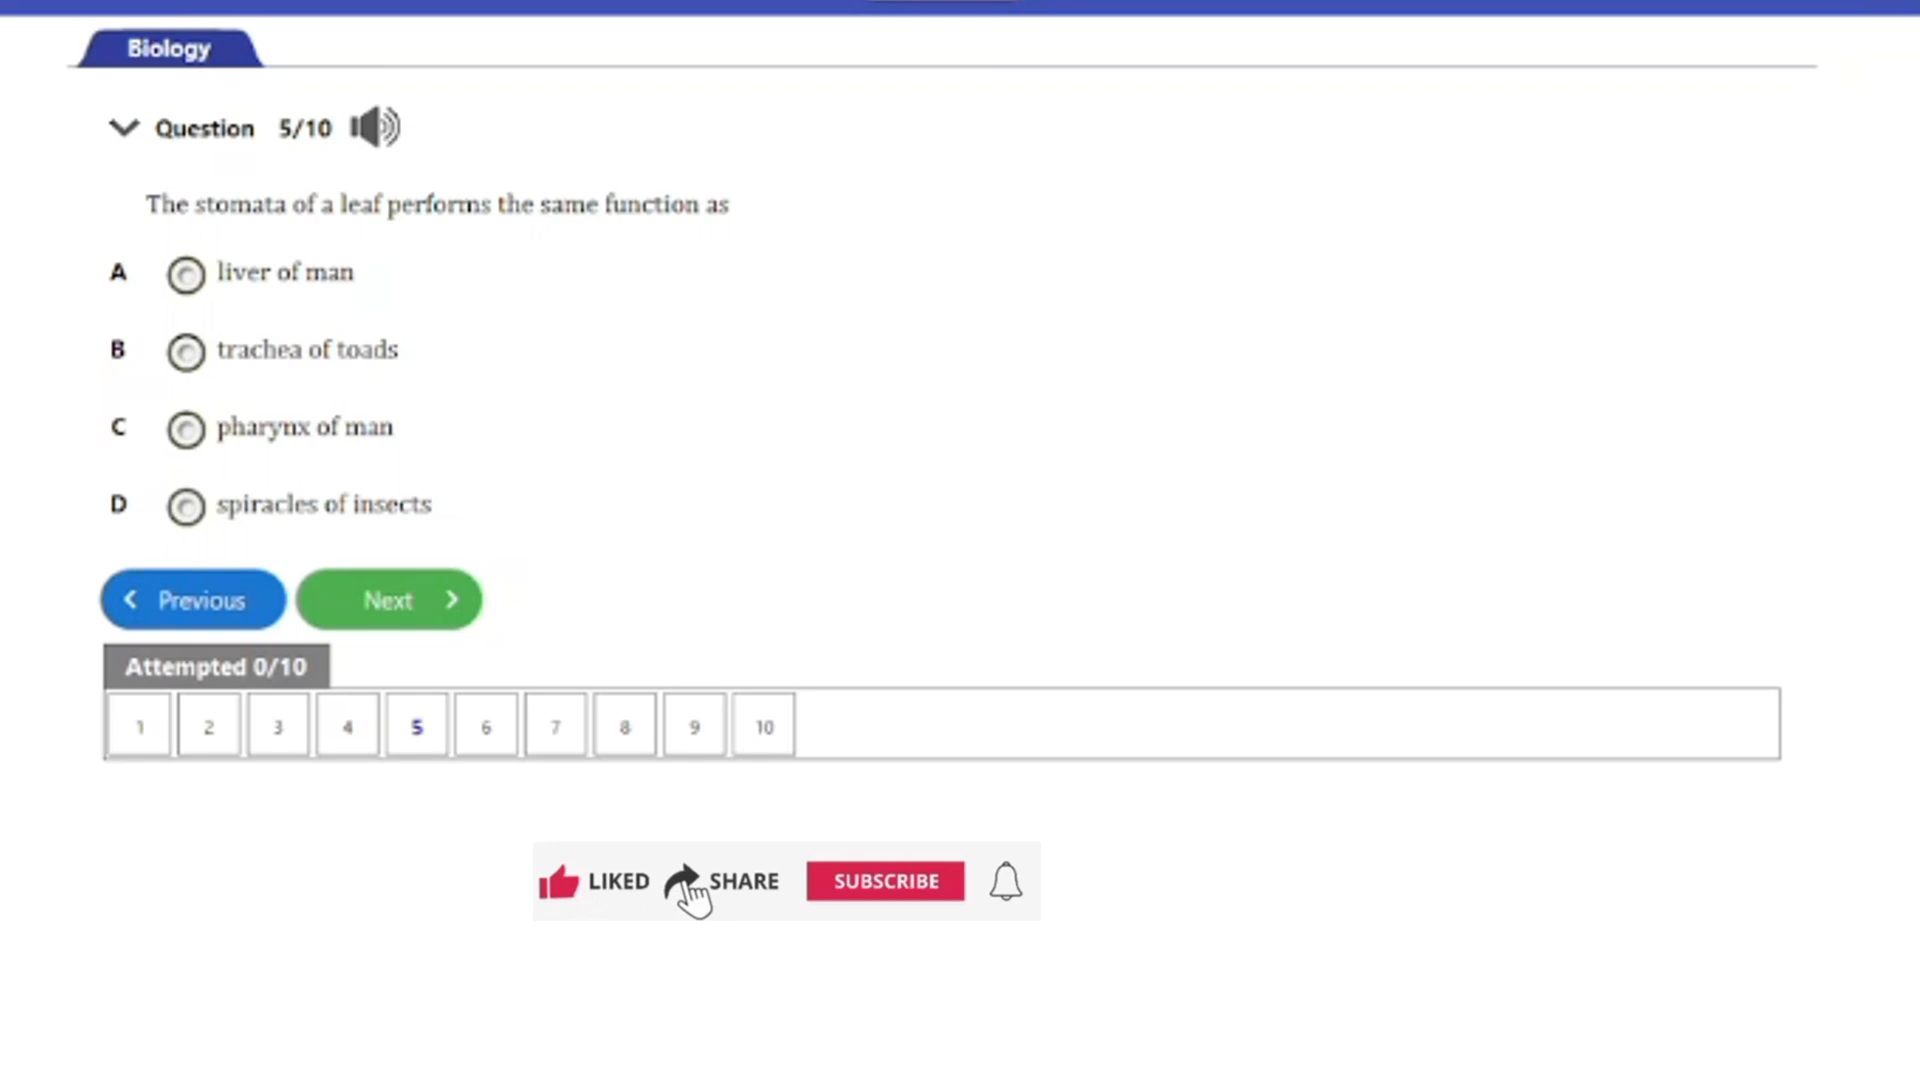 Biology
Question 5/10
The stomata of a leaf performs the same function as
A liver of man
B trachea of toads
C pharynx of man
D spiracles of insects
Previous Next
Attempted 0/10
1 2 3 4 5 6 7 8 9 10
LIKED SHARE SUBSCRIBE